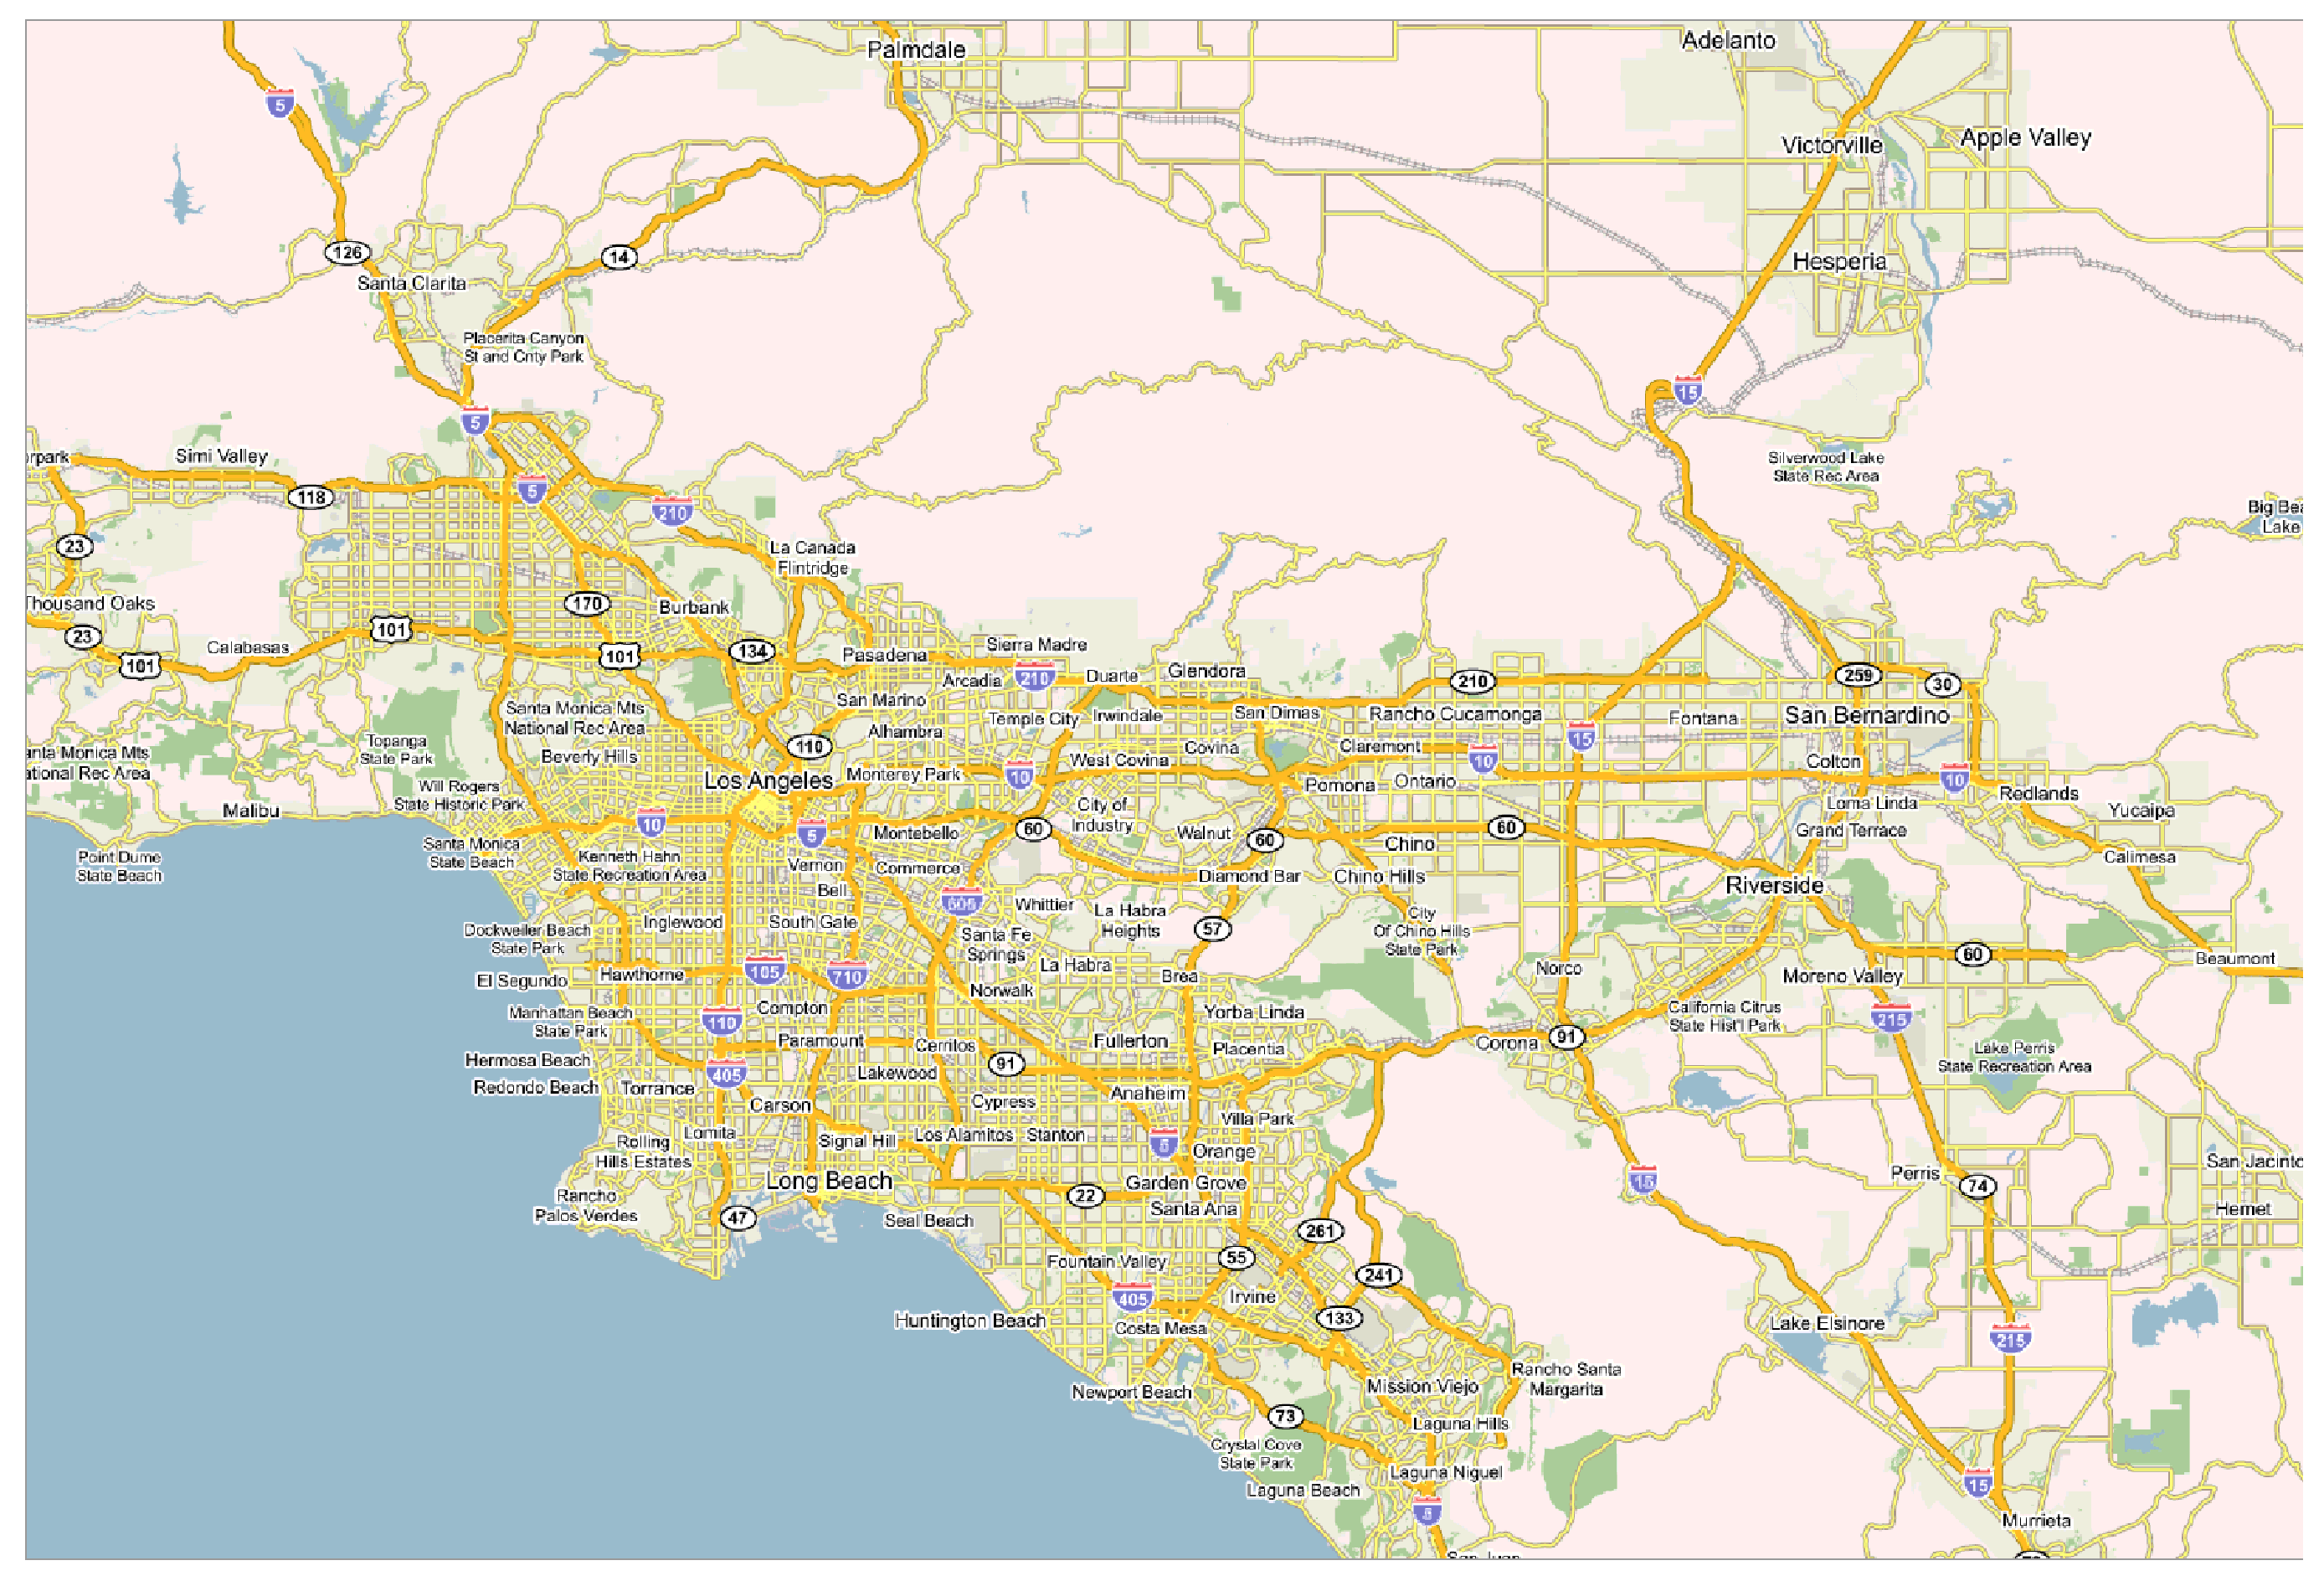 Palmdale
Adelanto
5
Victorville
Apple Valley
126
14
Santa Clarita
Hesperia
Placerita Canyon
St and Cnty Park
15
5
rpark
Simi Valley
Silverwood Lake
State Rec Area
118
5
210
Big Bea
Lake
23
La Canada
Flintridge
Thousand Oaks
170
Burbank
23
101
101
Calabasas
101
134
Pasadena
Sierra Madre
Arcadia
210
Duarte
Glendora
210
259
30
San Marino
Santa Monica Mts
National Rec Area
Temple City
Irwindale
San Dimas
Rancho Cucamonga
Fontana
San Bernardino
anta Monica Mts
ational Rec Area
Topanga
State Park
Beverly Hills
110
Alhambra
Covina
Claremont
15
West Covina
10
Colton
Los Angeles
Monterey Park
10
Pomona
Ontario
10
Redlands
Will Rogers
State Historic Park
Malibu
10
5
Montebello
City of
Industry
60
Walnut
60
60
Loma Linda
Yucaipa
Grand Terrace
Point Dume
State Beach
Santa Monica
State Beach
Kenneth Hahn
State Recreation Area
Vernon
Commerce
Chino
Calimesa
Bell
Diamond Bar
Chino Hills
Riverside
605
Whittier
La Habra
Heights
City
Of Chino Hills
State Park
Dockweiler Beach
State Park
Inglewood
South Gate
Santa Fe
Springs
57
El Segundo
Hawthorne
105
710
La Habra
Brea
Norco
Moreno Valley
60
Beaumont
Norwalk
Manhattan Beach
State Park
110
Compton
Yorba Linda
California Citrus
State Hist'l Park
215
Hermosa Beach
Paramount
Cerritos
91
Fullerton
Placentia
Corona
91
Lake Perris
State Recreation Area
Redondo Beach
Torrance
405
Lakewood
Carson
Cypress
Anaheim
Villa Park
Rolling
Hills Estates
Lomita
Signal Hill
Los Alamitos
Stanton
5
Orange
15
Perris
74
San Jacinto
Rancho
Palos Verdes
Long Beach
22
Garden Grove
Santa Ana
Hemet
47
Seal Beach
261
Fountain Valley
55
241
405
Irvine
133
Huntington Beach
Costa Mesa
Lake Elsinore
215
Newport Beach
Mission Viejo
Rancho Santa
Margarita
73
Laguna Hills
Crystal Cove
State Park
Laguna Niguel
Laguna Beach
5
15
Murrieta